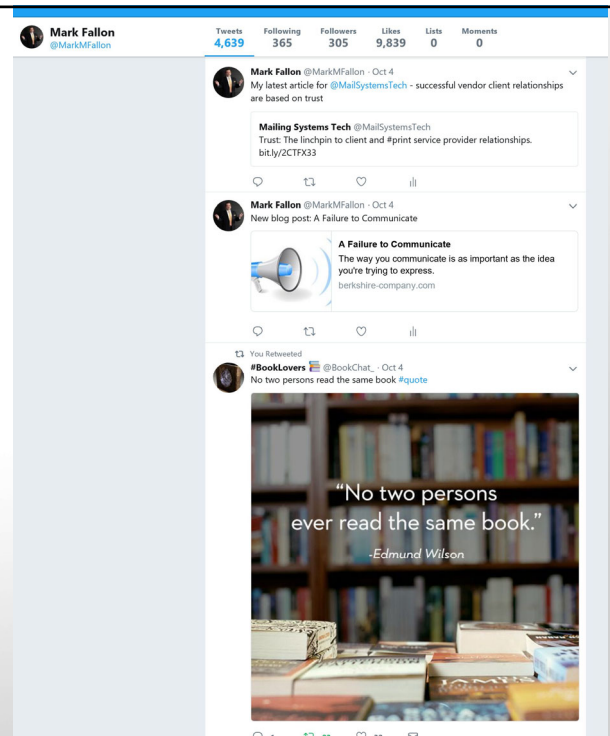 Mark Fallon
@MarkMFallon
Tweets Following Followers Likes Lists Moments
4,639 365 305 9,839 0 0
Mark Fallon @MarkMFallon · Oct 4
My latest article for @MailSystemsTech - successful vendor client relationships
are based on trust
Mailing Systems Tech @MailSystemsTech
Trust: The linchpin to client and #print service provider relationships.
bit.ly/2CTFX33
Mark Fallon @MarkMFallon · Oct 4
New blog post: A Failure to Communicate
A Failure to Communicate
The way you communicate is as important as the idea
you're trying to express.
berkshire-company.com
You Retweeted
#BookLovers @BookChat_ · Oct 4
No two persons read the same book #quote
“No two persons
ever read the same book.”
-Edmund Wilson
JAMES